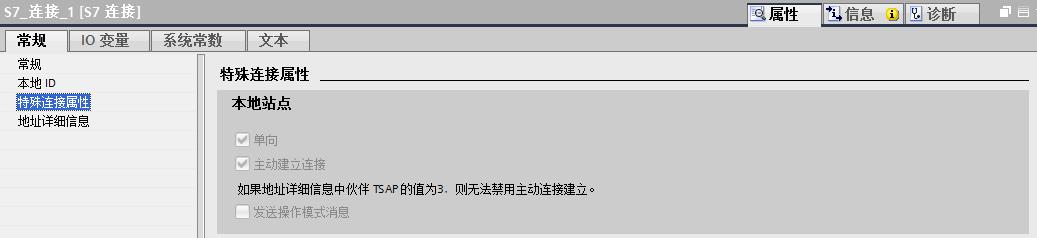 S7_连接_1 [S7 连接]
属性
信息
诊断
常规
IO 变量
系统常数
文本
常规
本地 ID
特殊连接属性
地址详细信息
特殊连接属性
本地站点
单向
主动建立连接
如果地址详细信息中伙伴 TSAP 的值为3，则无法禁用主动连接建立。
发送操作模式消息